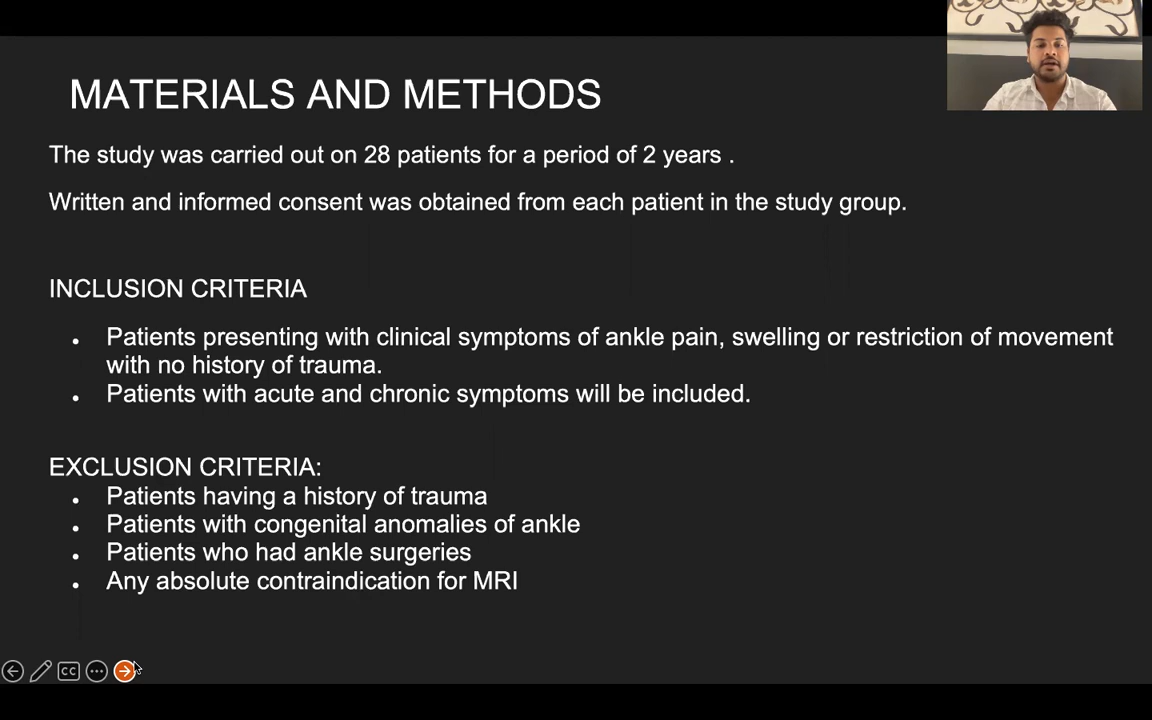 MATERIALS AND METHODS
The study was carried out on 28 patients for a period of 2 years .
Written and informed consent was obtained from each patient in the study group.
INCLUSION CRITERIA
• Patients presenting with clinical symptoms of ankle pain, swelling or restriction of movement
with no history of trauma.
• Patients with acute and chronic symptoms will be included.
EXCLUSION CRITERIA:
• Patients having a history of trauma
• Patients with congenital anomalies of ankle
• Patients who had ankle surgeries
• Any absolute contraindication for MRI
CC